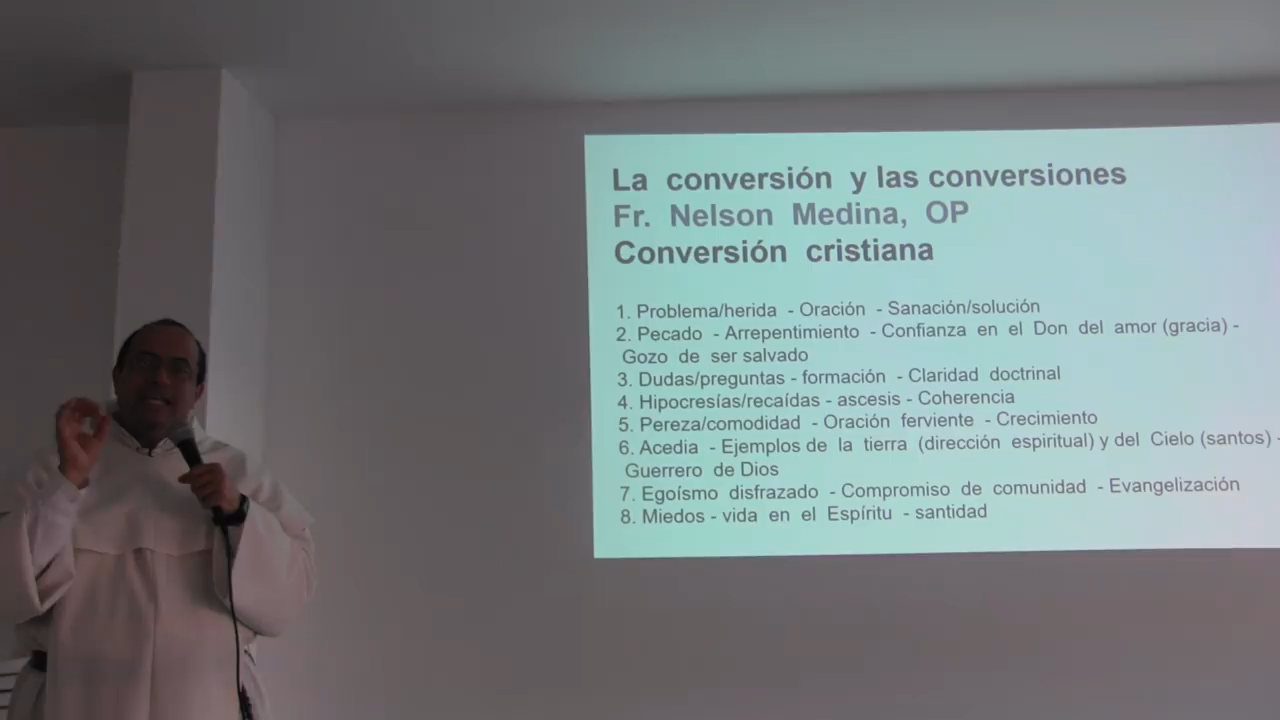 La conversión y las conversiones
Fr. Nelson Medina, OP
Conversión cristiana
1. Problema/herida - Oración - Sanación/solución
2. Pecado - Arrepentimiento - Confianza en el Don del amor (gracia) -
Gozo de ser salvado
3. Dudas/preguntas - formación - Claridad doctrinal
4. Hipocresías/recaídas - ascesis - Coherencia
5. Pereza/comodidad - Oración ferviente - Crecimiento
6. Acedia - Ejemplos de la tierra (dirección espiritual) y del Cielo (santos) -
Guerrero de Dios
7. Egoísmo disfrazado - Compromiso de comunidad - Evangelización
8. Miedos - vida en el Espíritu - santidad